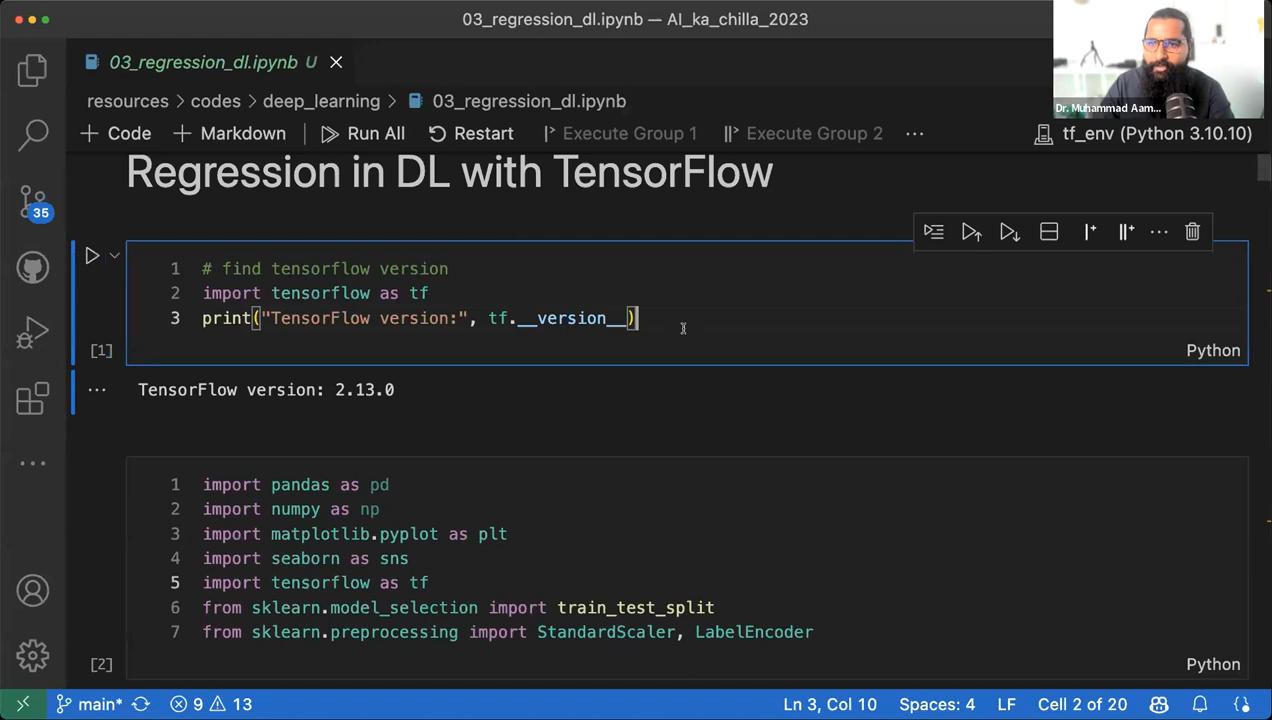 03_regression_dl.ipynb — AI_ka_chilla_2023
Dr. Muhammad Aam...
03_regression_dl.ipynb U
resources > codes > deep_learning > 03_regression_dl.ipynb
+ Code + Markdown Run All Restart Execute Group 1 Execute Group 2 ... tf_env (Python 3.10.10)
35
Regression in DL with TensorFlow
1 # find tensorflow version
2 import tensorflow as tf
3 print("TensorFlow version:", tf.__version__)
[1] Python
... TensorFlow version: 2.13.0
1 import pandas as pd
2 import numpy as np
3 import matplotlib.pyplot as plt
4 import seaborn as sns
5 import tensorflow as tf
6 from sklearn.model_selection import train_test_split
7 from sklearn.preprocessing import StandardScaler, LabelEncoder
[2] Python
main* 9 13 Ln 3, Col 10 Spaces: 4 LF Cell 2 of 20